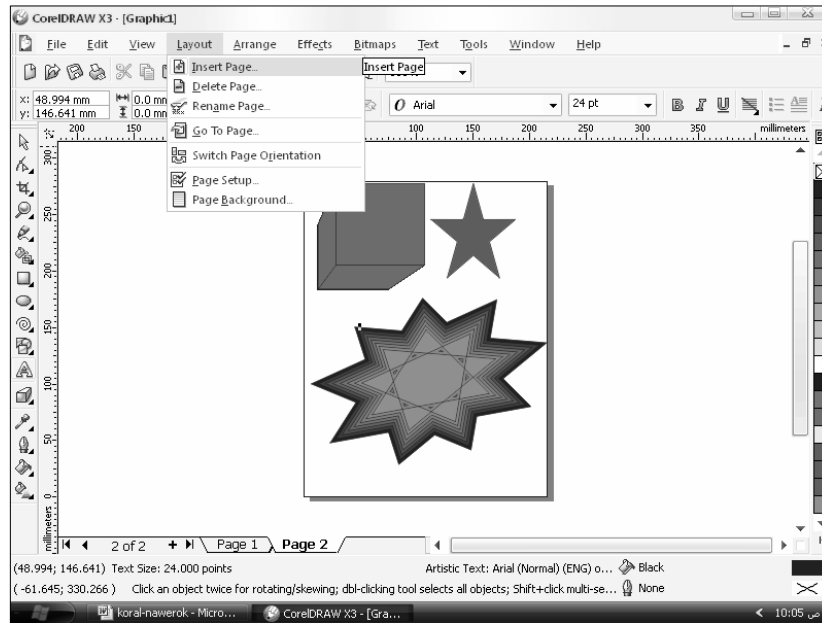 CorelDRAW X3 - [Graphic1]
File Edit View Layout Arrange Effects Bitmaps Text Tools Window Help
Insert Page... Insert Page
Delete Page...
Rename Page...
Go To Page...
Switch Page Orientation
Page Setup...
Page Background...
x: 48.994 mm 0.0 mm
y: 146.641 mm 0.0 mm
O Arial 24 pt B I U
200 150 100 150 200 250 300 350 millimeters
300
250
200
150
100
50
0
millimeters
2 of 2 Page 1 Page 2
(48.994; 146.641) Text Size: 24.000 points Artistic Text: Arial (Normal) (ENG) o... Black
( -61.645; 330.266 ) Click an object twice for rotating/skewing; dbl-clicking tool selects all objects; Shift+click multi-se... None
koral-nawerok - Micro... CorelDRAW X3 - [Gra... 10:05 ص